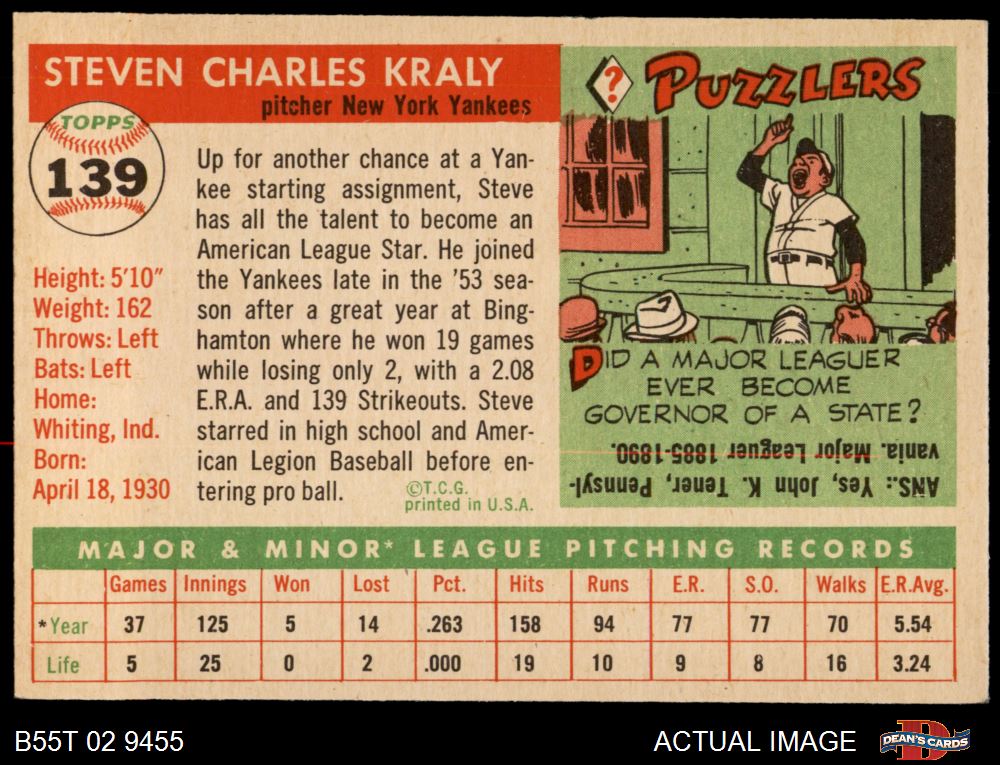 STEVEN CHARLES KRALY
pitcher New York Yankees
TOPPS
139
Height: 5'10"
Weight: 162
Throws: Left
Bats: Left
Home:
Whiting, Ind.
Born:
April 18, 1930
Up for another chance at a Yan-
kee starting assignment, Steve
has all the talent to become an
American League Star. He joined
the Yankees late in the '53 sea-
son after a great year at Bing-
hamton where he won 19 games
while losing only 2, with a 2.08
E.R.A. and 139 Strikeouts. Steve
starred in high school and Amer-
ican Legion Baseball before en-
tering pro ball.
©T.C.G.
printed in U.S.A.
? PUZZLERS
DID A MAJOR LEAGUER
EVER BECOME
GOVERNOR OF A STATE?
ANS.: Yes, John K. Tener, Pennsyl-
vania. Major Leaguer 1885-1890.
MAJOR & MINOR* LEAGUE PITCHING RECORDS
Games Innings Won Lost Pct. Hits Runs E.R. S.O. Walks E.R.Avg.
*Year 37 125 5 14 .263 158 94 77 77 70 5.54
Life 5 25 0 2 .000 19 10 9 8 16 3.24
B55T 02 9455
ACTUAL IMAGE
D
DEAN'S CARDS